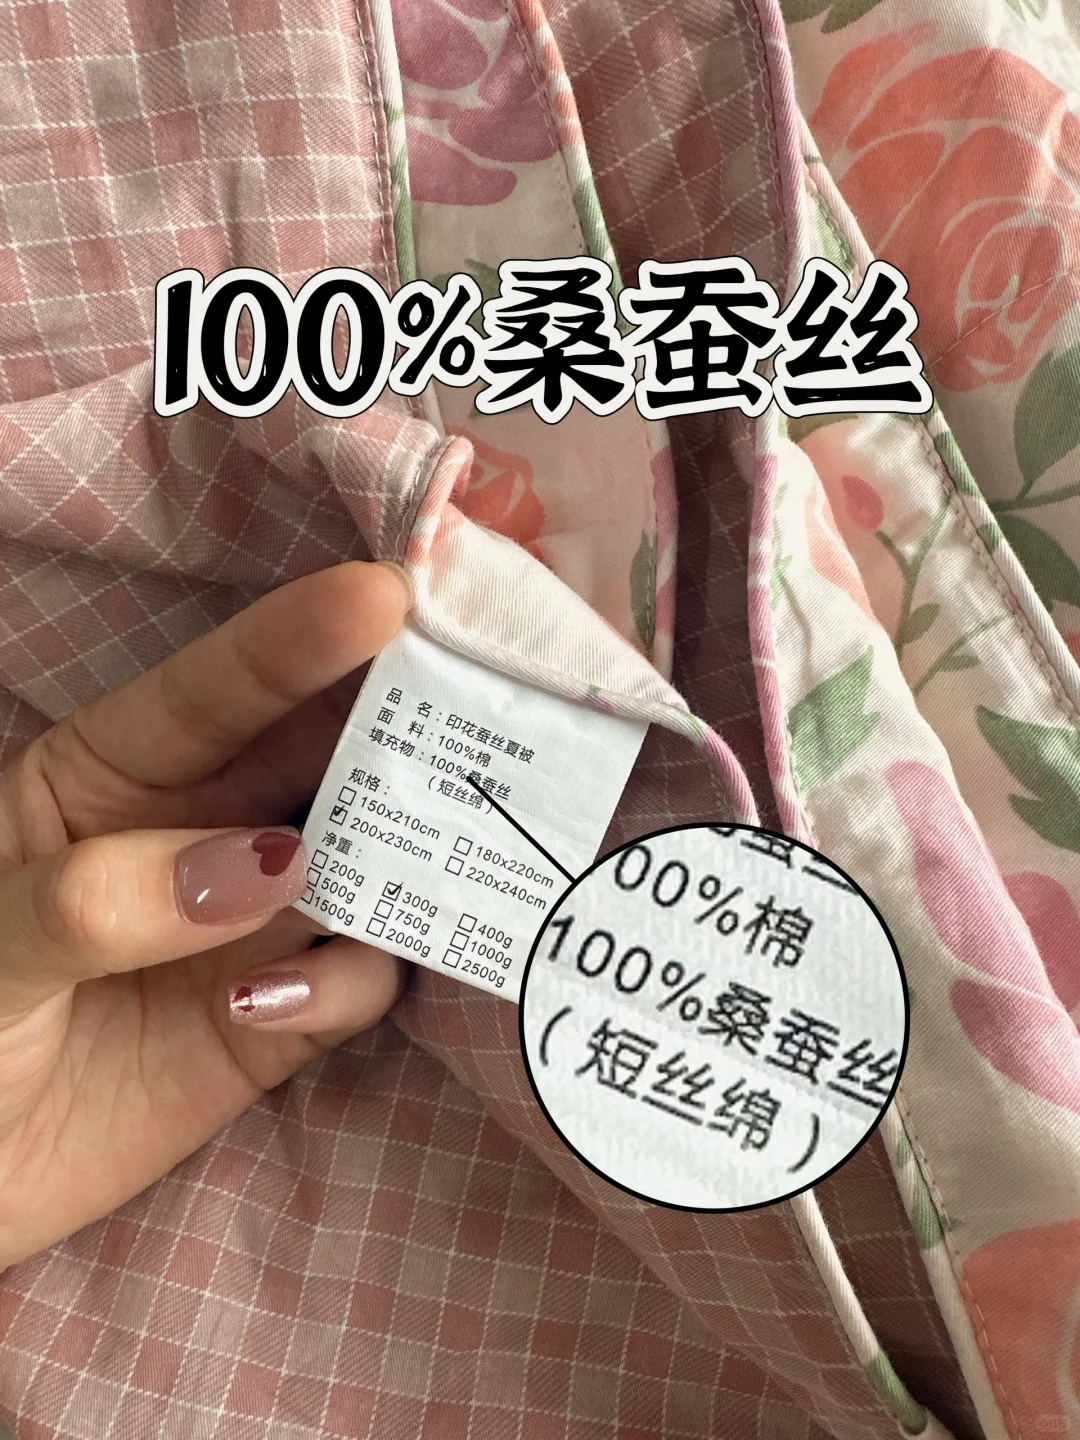 100%桑蚕丝
品 名：印花蚕丝夏被
面 料：100%棉
填充物：100%桑蚕丝
（短丝绵）
规格：
□150x210cm □180x220cm
☑200x230cm □220x240cm
净重：
□200g ☑300g □400g
□500g □750g □1000g
□1500g □2000g □2500g
00%棉
100%桑蚕丝
（短丝绵）